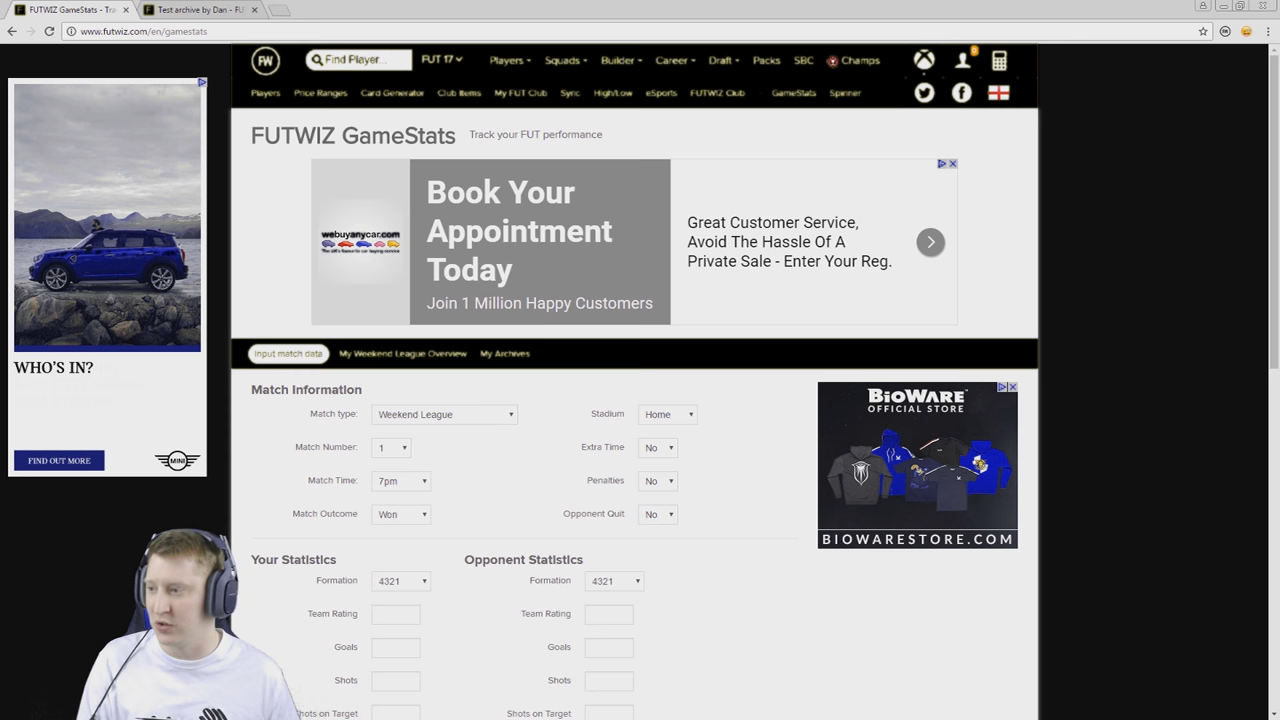 FUTWIZ GameStats - Tra
Test archive by Dan - FU
www.futwiz.com/en/gamestats
FW
Find Player...
FUT 17
Players
Squads
Builder
Career
Draft
Packs
SBC
Champs
Players
Price Ranges
Card Generator
Club Items
My FUT Club
Sync
High/Low
eSports
FUTWIZ Club
GameStats
Spinner
FUTWIZ GameStats
Track your FUT performance
webuyanycar.com
The UK's favourite car buying service
Book Your
Appointment
Today
Join 1 Million Happy Customers
Great Customer Service,
Avoid The Hassle Of A
Private Sale - Enter Your Reg.
WHO'S IN?
FIND OUT MORE
MINI
Input match data
My Weekend League Overview
My Archives
Match Information
Match type:
Weekend League
Stadium
Home
Match Number:
1
Extra Time
No
Match Time:
7pm
Penalties
No
Match Outcome
Won
Opponent Quit
No
BIOWARE
OFFICIAL STORE
BIOWARESTORE.COM
Your Statistics
Opponent Statistics
Formation
4321
Formation
4321
Team Rating
Team Rating
Goals
Goals
Shots
Shots
Shots on Target
Shots on Target